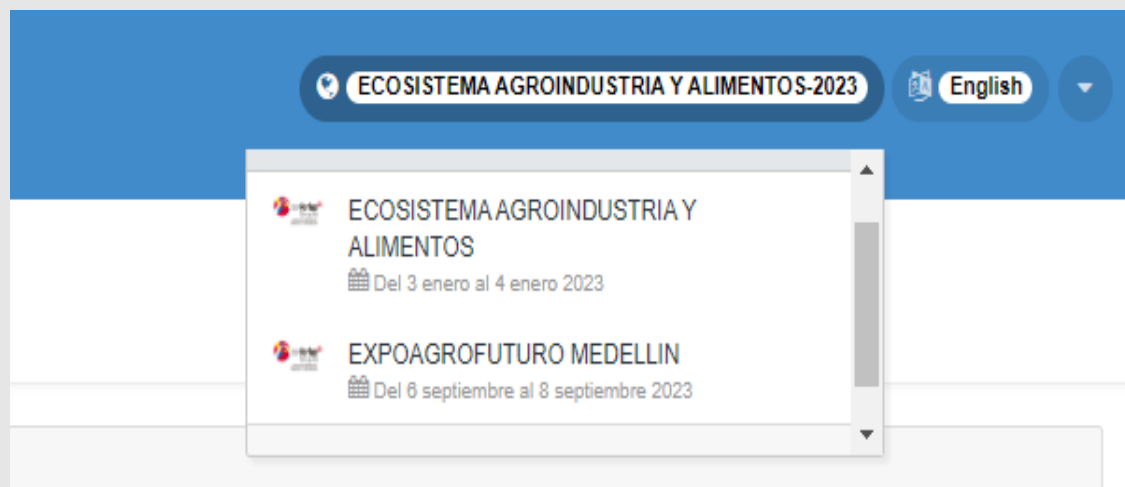 ECOSISTEMA AGROINDUSTRIA Y ALIMENTOS-2023
English
ECOSISTEMA AGROINDUSTRIA Y
ALIMENTOS
Del 3 enero al 4 enero 2023
EXPOAGROFUTURO MEDELLIN
Del 6 septiembre al 8 septiembre 2023